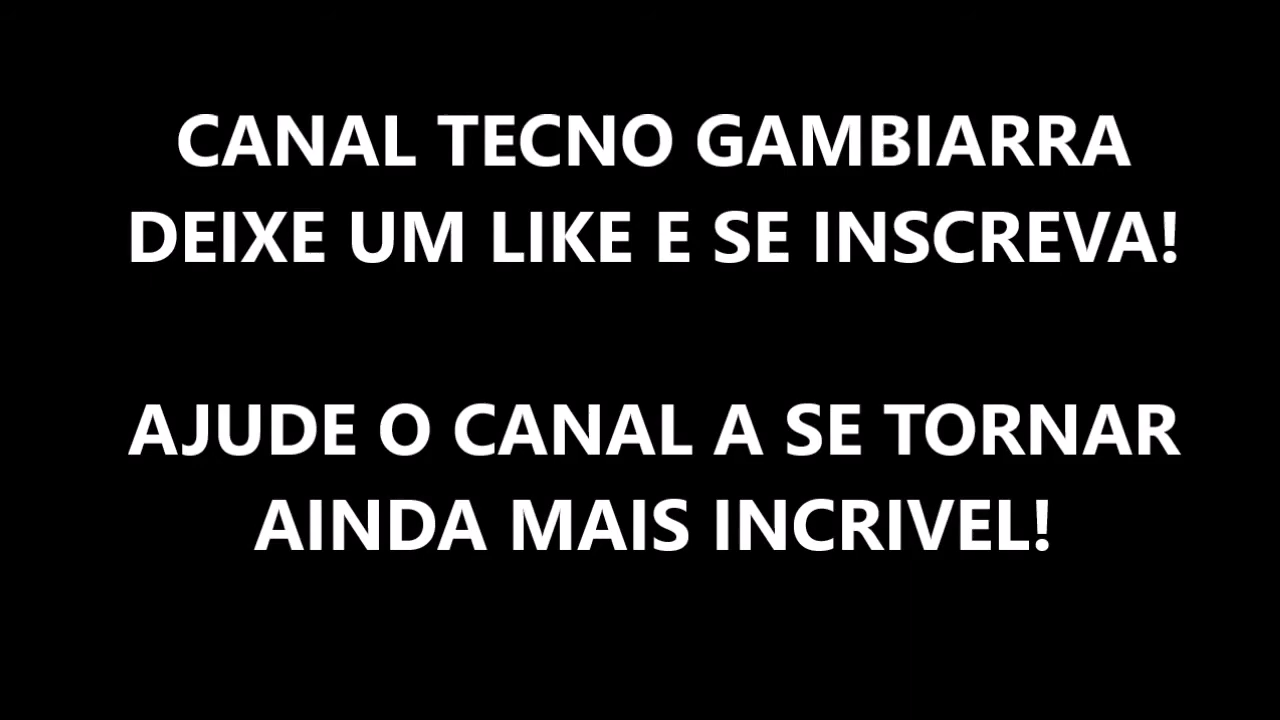 CANAL TECNO GAMBIARRA
DEIXE UM LIKE E SE INSCREVA!
AJUDE O CANAL A SE TORNAR
AINDA MAIS INCRIVEL!